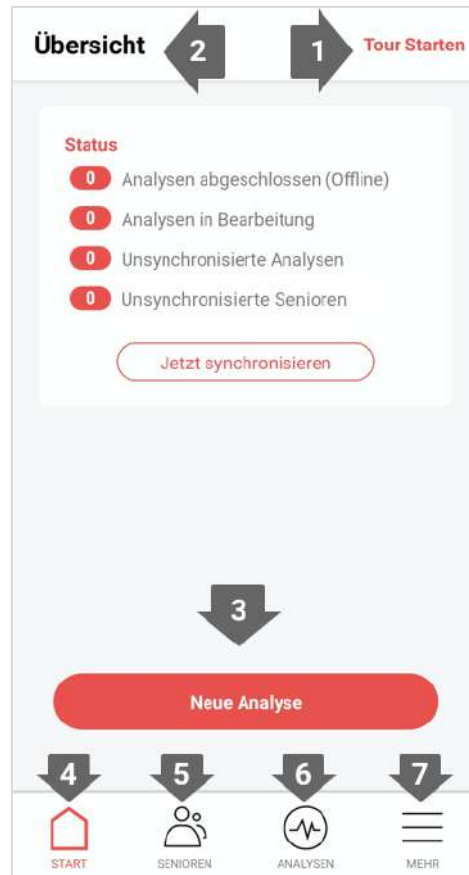 Übersicht 2 1 Tour Starten
Status
0 Analysen abgeschlossen (Offline)
0 Analysen in Bearbeitung
0 Unsynchronisierte Analysen
0 Unsynchronisierte Senioren
Jetzt synchronisieren
3
Neue Analyse
4 5 6 7
START SENIOREN ANALYSEN MEHR